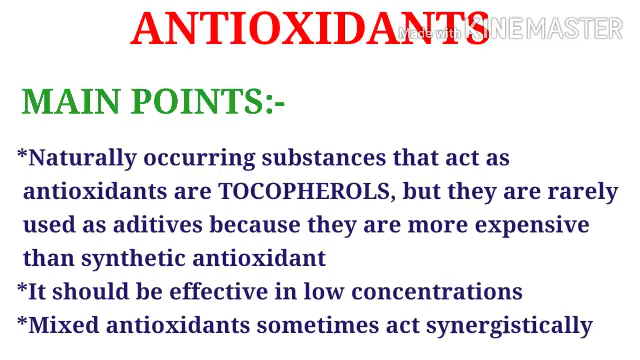 ANTIOXIDANTS
Made with KINEMASTER
MAIN POINTS:-
*Naturally occurring substances that act as
antioxidants are TOCOPHEROLS, but they are rarely
used as aditives because they are more expensive
than synthetic antioxidant
*It should be effective in low concentrations
*Mixed antioxidants sometimes act synergistically